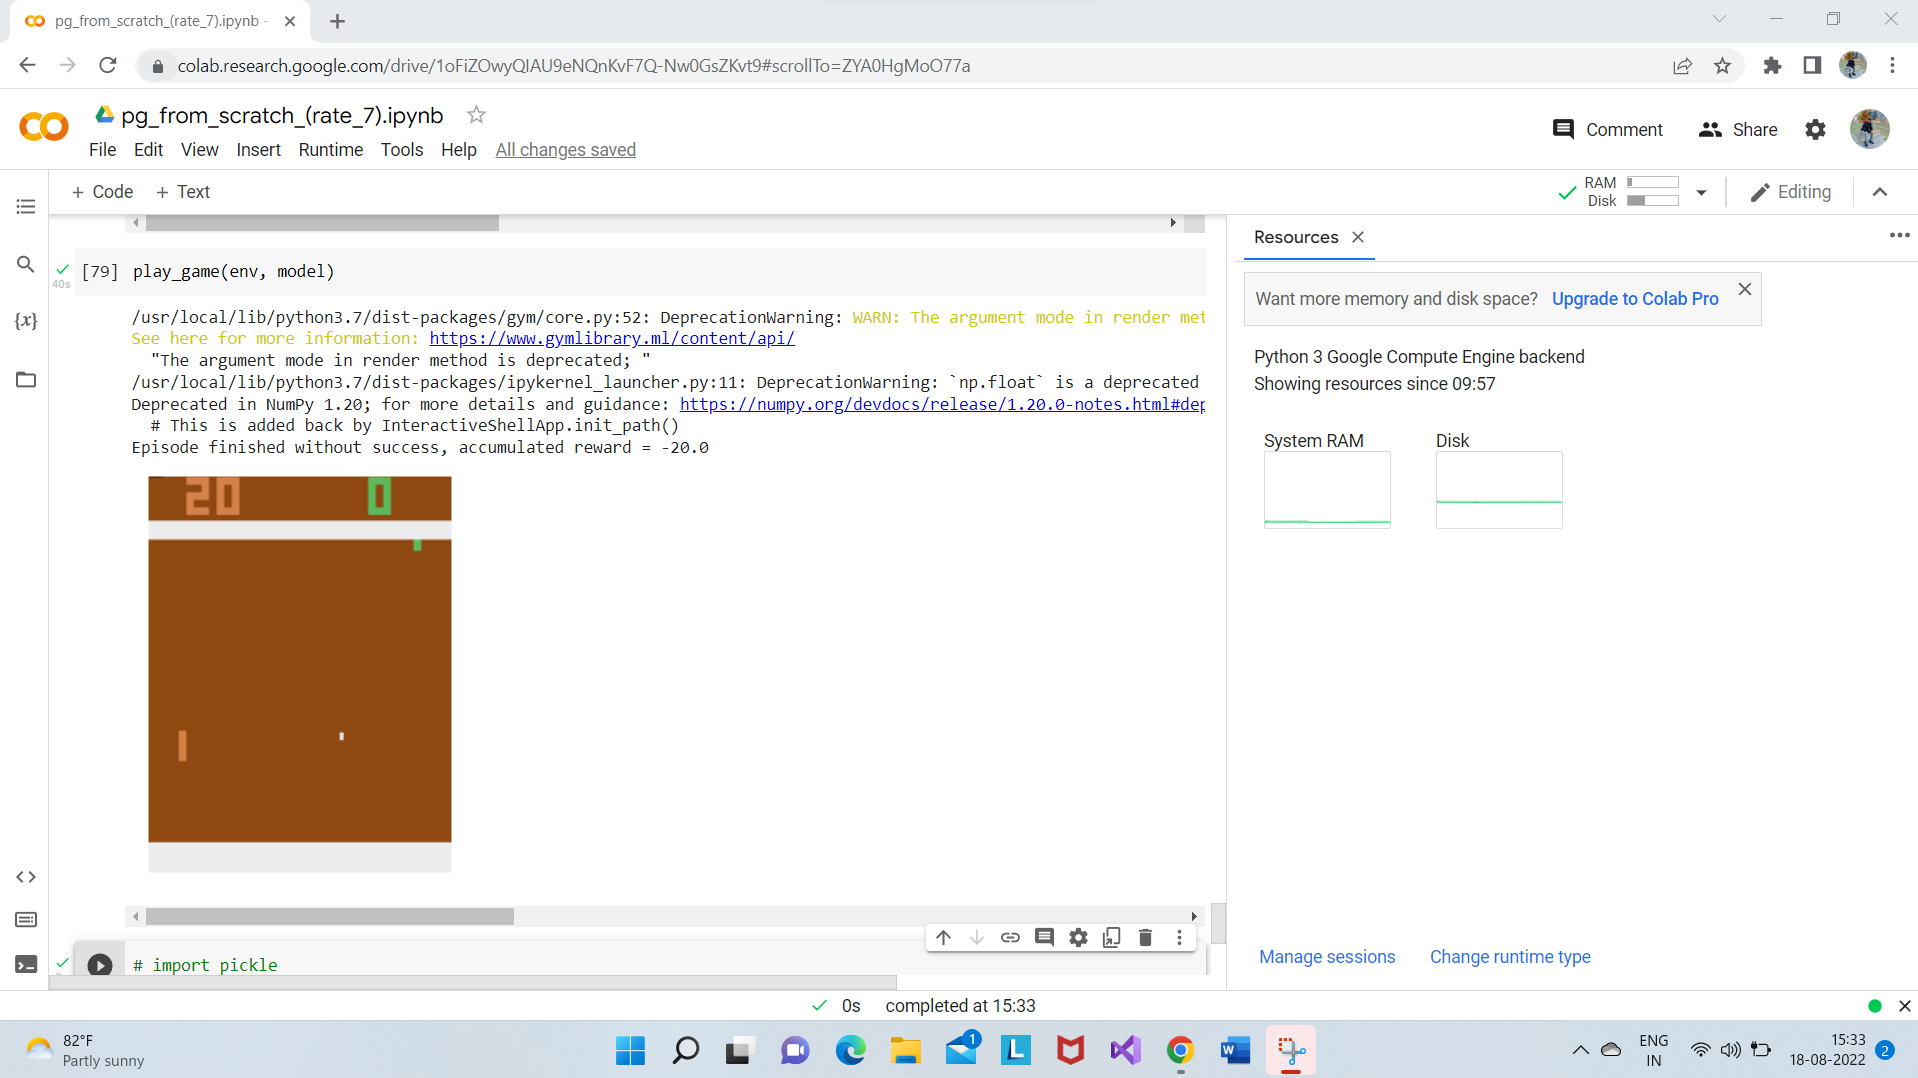 pg_from_scratch_(rate_7).ipynb -
colab.research.google.com/drive/1oFiZOwyQIAU9eNQnKvF7Q-Nw0GsZKvt9#scrollTo=ZYA0HgMoO77a
pg_from_scratch_(rate_7).ipynb
Comment Share
File Edit View Insert Runtime Tools Help All changes saved
+ Code + Text
RAM
Disk
Editing
Resources
[79] play_game(env, model)
40s
Want more memory and disk space? Upgrade to Colab Pro
/usr/local/lib/python3.7/dist-packages/gym/core.py:52: DeprecationWarning: WARN: The argument mode in render met
See here for more information: https://www.gymlibrary.ml/content/api/
"The argument mode in render method is deprecated; "
/usr/local/lib/python3.7/dist-packages/ipykernel_launcher.py:11: DeprecationWarning: `np.float` is a deprecated
Deprecated in NumPy 1.20; for more details and guidance: https://numpy.org/devdocs/release/1.20.0-notes.html#dep
# This is added back by InteractiveShellApp.init_path()
Episode finished without success, accumulated reward = -20.0
Python 3 Google Compute Engine backend
Showing resources since 09:57
System RAM Disk
20 0
# import pickle
Manage sessions Change runtime type
0s completed at 15:33
82°F
Partly sunny
1
ENG
IN
15:33
18-08-2022
2